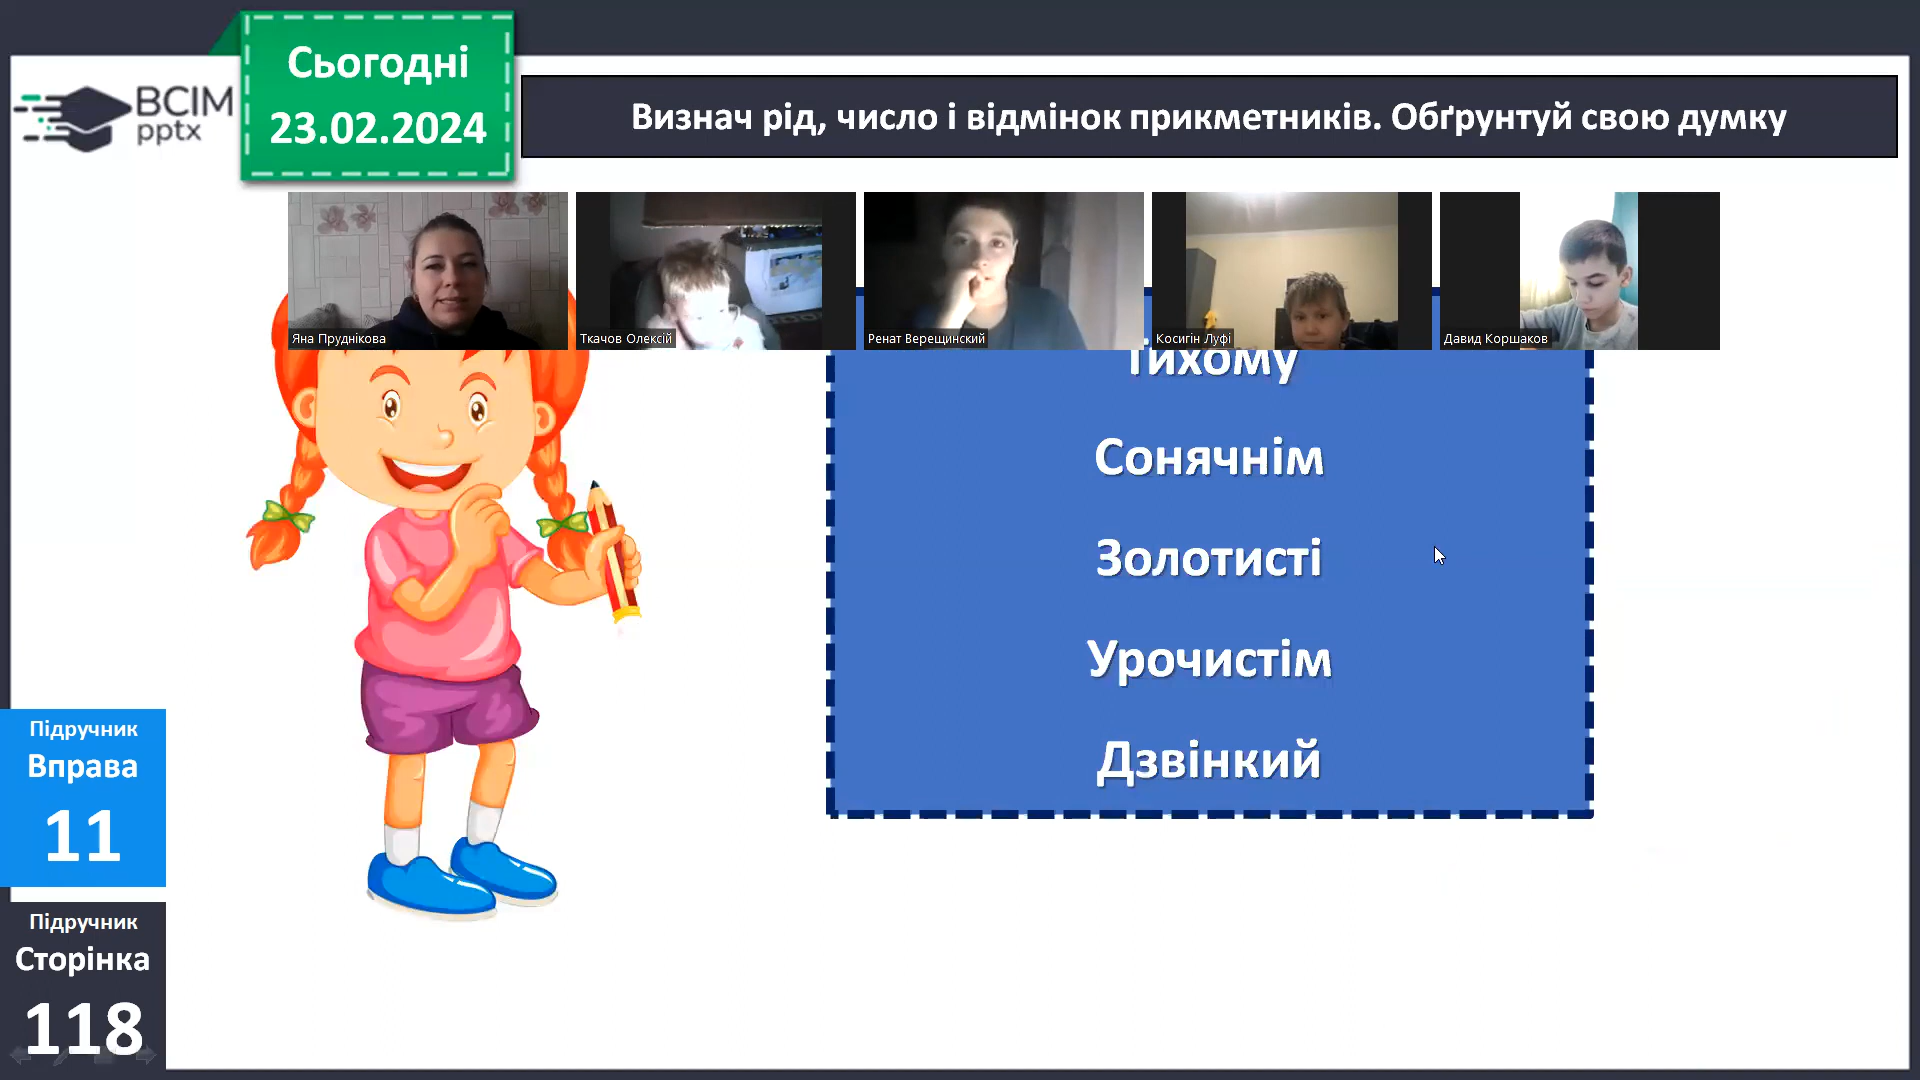 Сьогодні
23.02.2024
ВСІМ
pptx
Визнач рід, число і відмінок прикметників. Обґрунтуй свою думку
Яна Пруднікова
Ткачов Олексій
Ренат Верещинский
Косигін Луфі
Давид Коршаков
Тихому
Сонячнім
Золотисті
Урочистім
Дзвінкий
Підручник
Вправа
11
Підручник
Сторінка
118